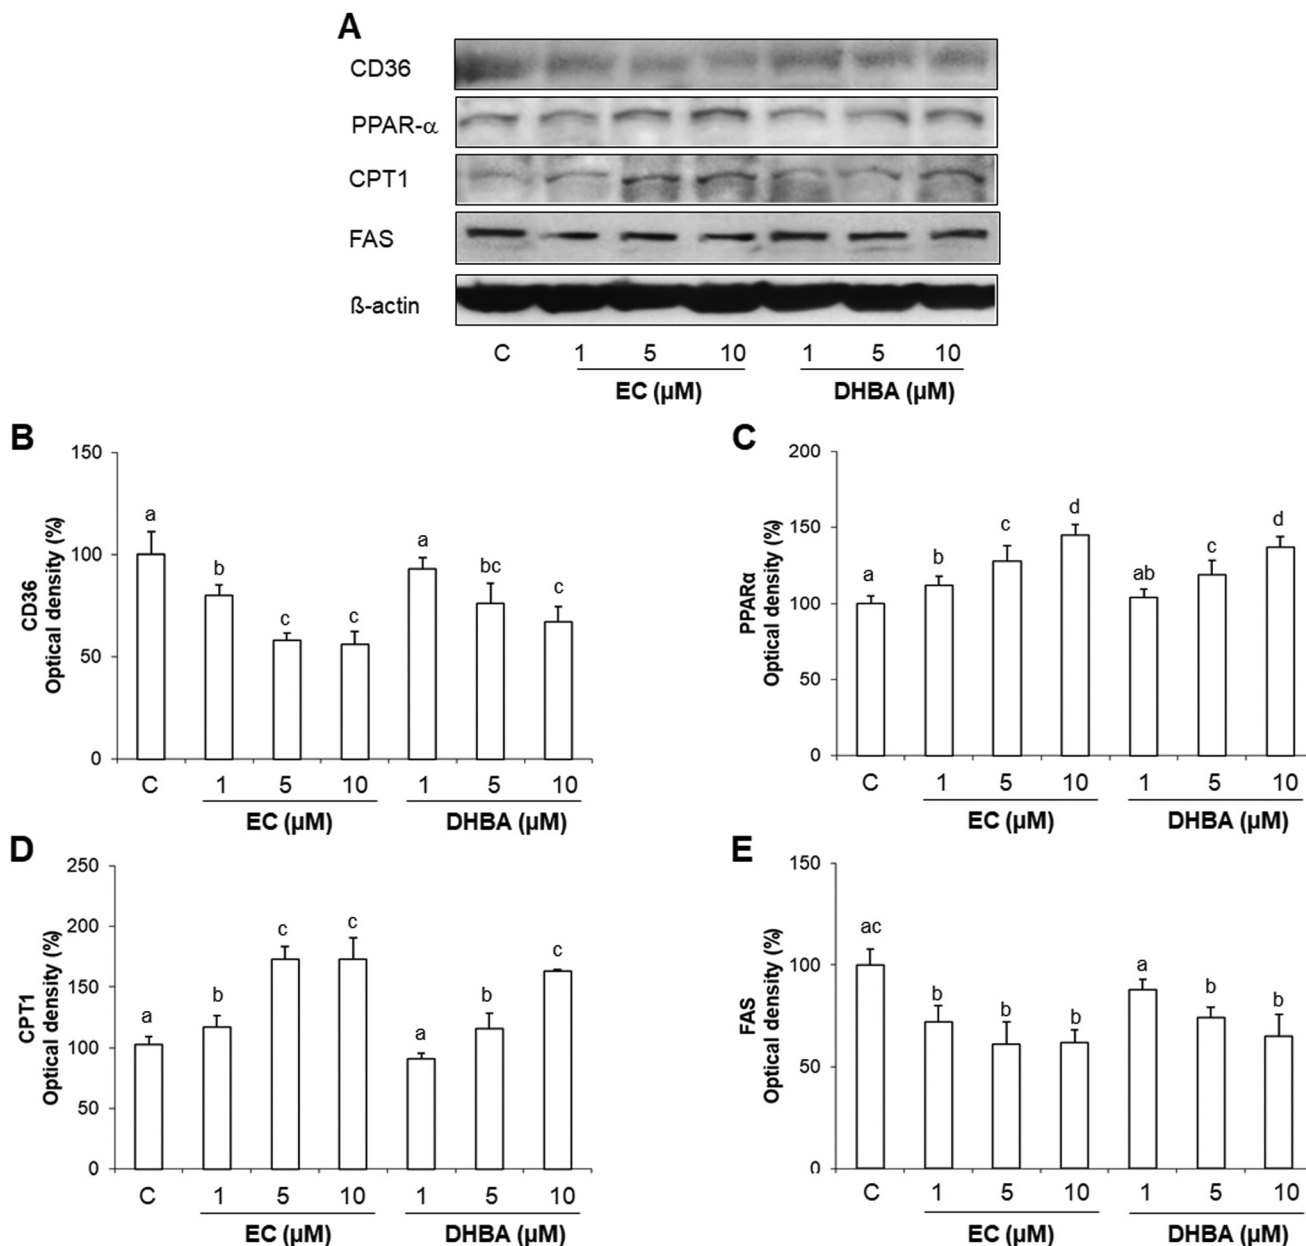 A
CD36
PPAR-α
CPT1
FAS
ß-actin
C 1 5 10 1 5 10
EC (µM) DHBA (µM)
B
CD36
Optical density (%)
150
100
50
0
a b c c a bc c
C 1 5 10 1 5 10
EC (µM) DHBA (µM)
C
PPARα
Optical density (%)
200
150
100
50
0
a b c d ab c d
C 1 5 10 1 5 10
EC (µM) DHBA (µM)
D
CPT1
Optical density (%)
250
200
150
100
50
0
a b c c a b c
C 1 5 10 1 5 10
EC (µM) DHBA (µM)
E
FAS
Optical density (%)
150
100
50
0
ac b b b a b b
C 1 5 10 1 5 10
EC (µM) DHBA (µM)